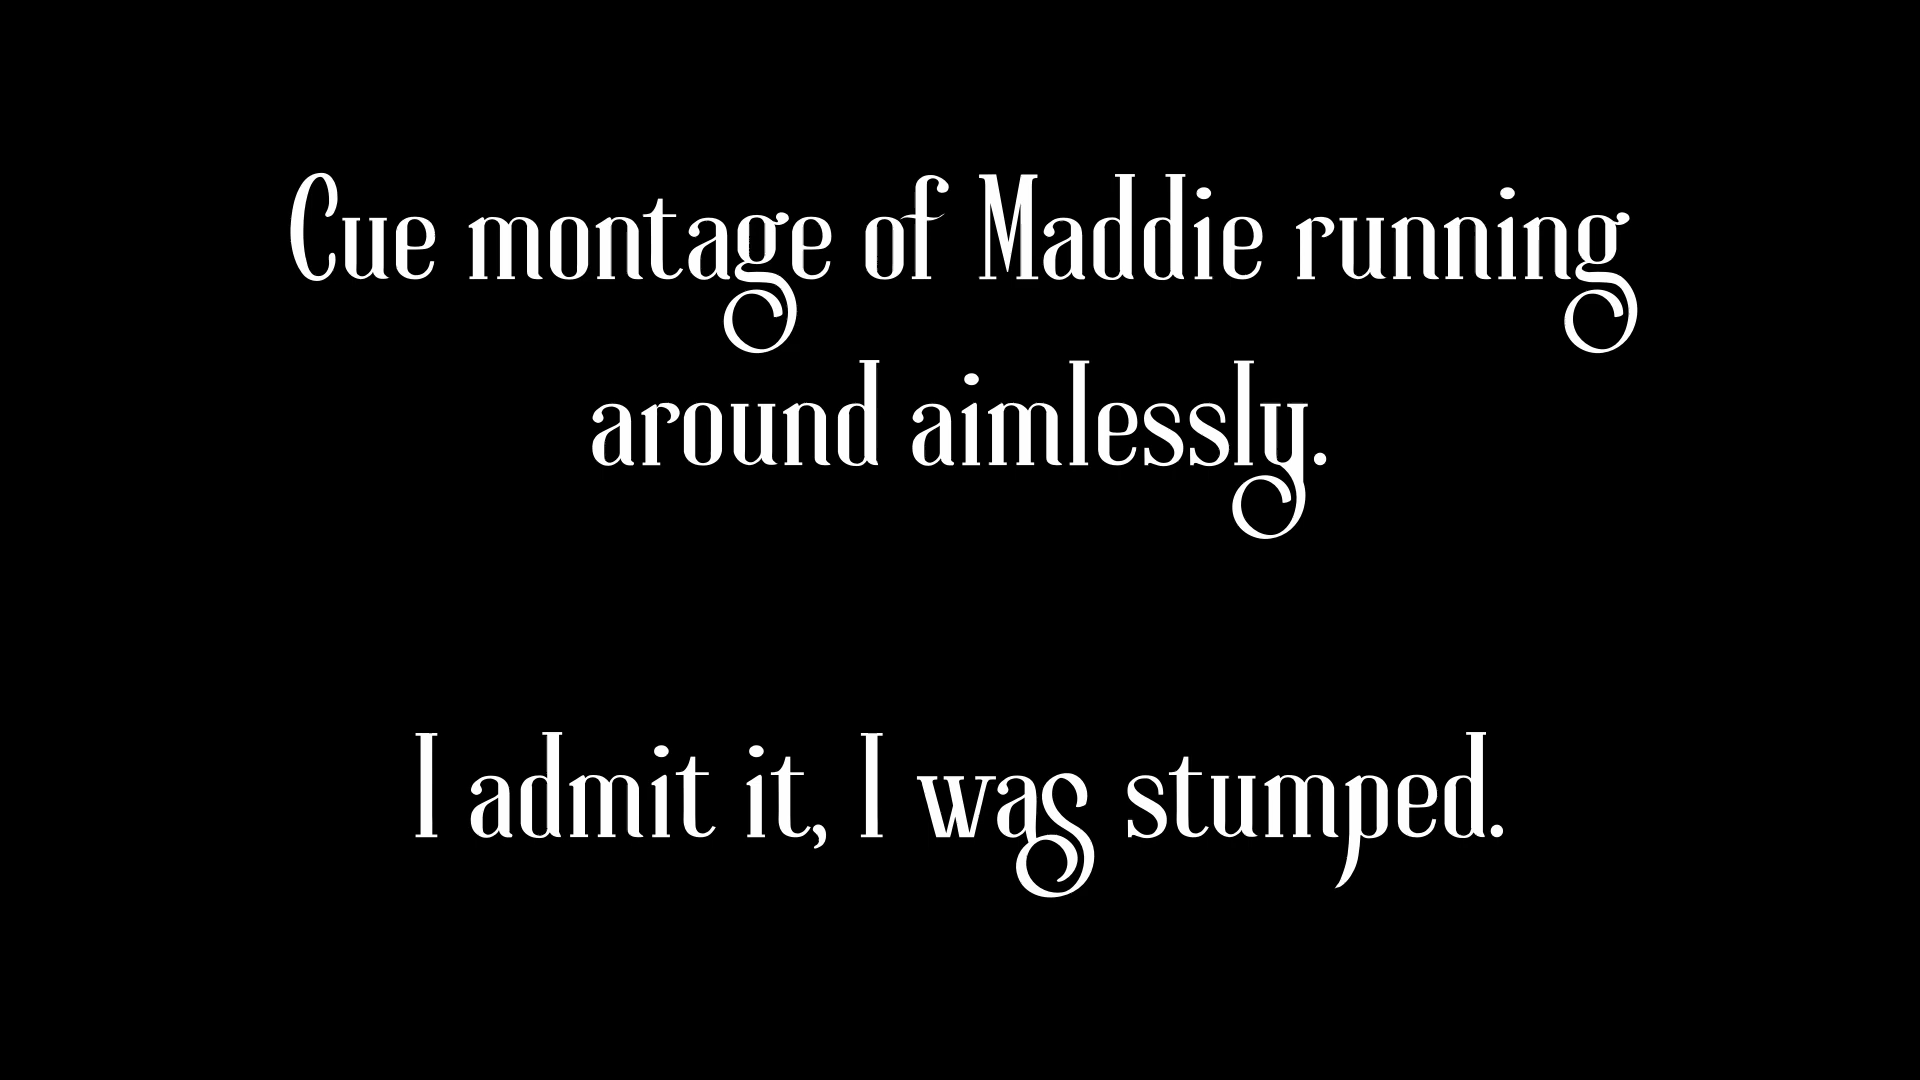 Cue montage of Maddie running
around aimlessly.
I admit it, I was stumped.